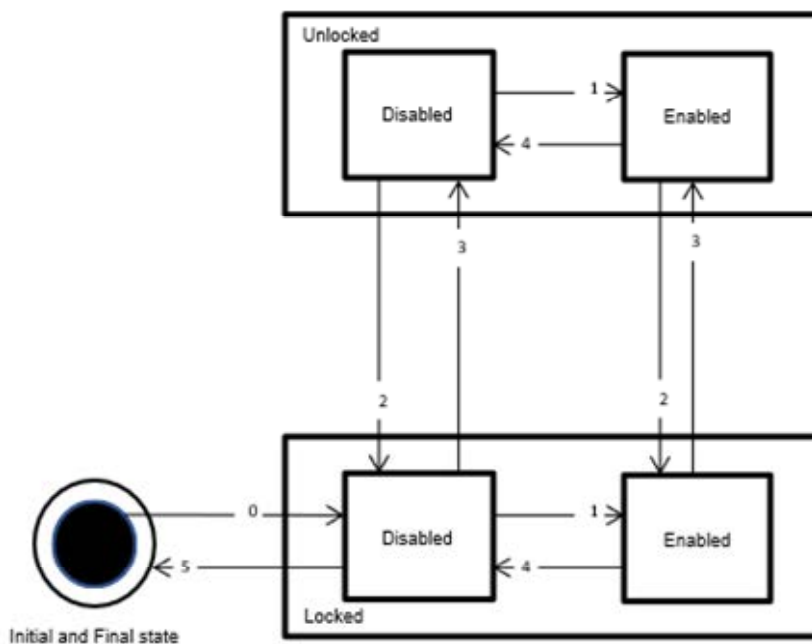 Unlocked
Disabled
1
Enabled
4
3
3
2
2
0
Disabled
1
Enabled
5
4
Locked
Initial and Final state